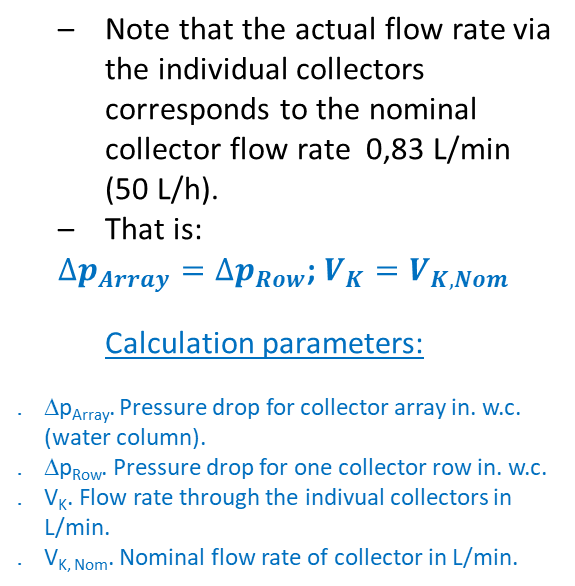 – Note that the actual flow rate via
the individual collectors
corresponds to the nominal
collector flow rate 0,83 L/min
(50 L/h).
– That is:
Δp_Array = Δp_Row; V_K = V_K,Nom
Calculation parameters:
. Δp_Array. Pressure drop for collector array in. w.c.
(water column).
. Δp_Row. Pressure drop for one collector row in. w.c.
. V_K. Flow rate through the indivual collectors in
L/min.
. V_K, Nom. Nominal flow rate of collector in L/min.